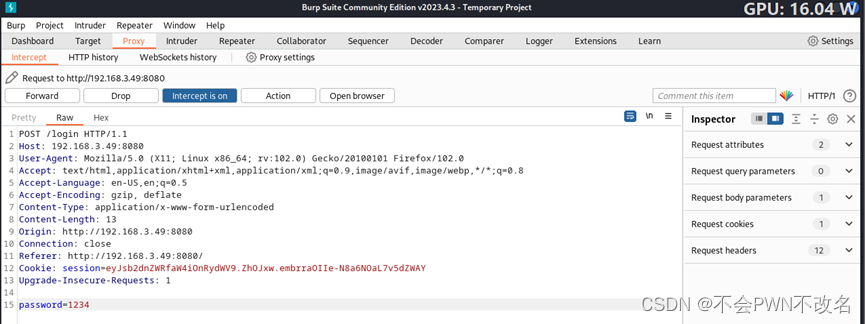 Burp Suite Community Edition v2023.4.3 - Temporary Project
GPU: 16.04 W
Burp Project Intruder Repeater Window Help
Dashboard Target Proxy Intruder Repeater Collaborator Sequencer Decoder Comparer Logger Extensions Learn Settings
Intercept HTTP history WebSockets history Proxy settings
Request to http://192.168.3.49:8080
Forward Drop Intercept is on Action Open browser Comment this item HTTP/1 ?
Pretty Raw Hex \n
Inspector
1 POST /login HTTP/1.1
2 Host: 192.168.3.49:8080
3 User-Agent: Mozilla/5.0 (X11; Linux x86_64; rv:102.0) Gecko/20100101 Firefox/102.0
4 Accept: text/html,application/xhtml+xml,application/xml;q=0.9,image/avif,image/webp,*/*;q=0.8
5 Accept-Language: en-US,en;q=0.5
6 Accept-Encoding: gzip, deflate
7 Content-Type: application/x-www-form-urlencoded
8 Content-Length: 13
9 Origin: http://192.168.3.49:8080
10 Connection: close
11 Referer: http://192.168.3.49:8080/
12 Cookie: session=eyJsb2dnZWRfaW4iOnRydWV9.ZhOJxw.embrraOIIe-N8a6NOaL7v5dZWAY
13 Upgrade-Insecure-Requests: 1
14
15 password=1234
Request attributes 2
Request query parameters 0
Request body parameters 1
Request cookies 1
Request headers 12
CSDN @不会PWN不改名